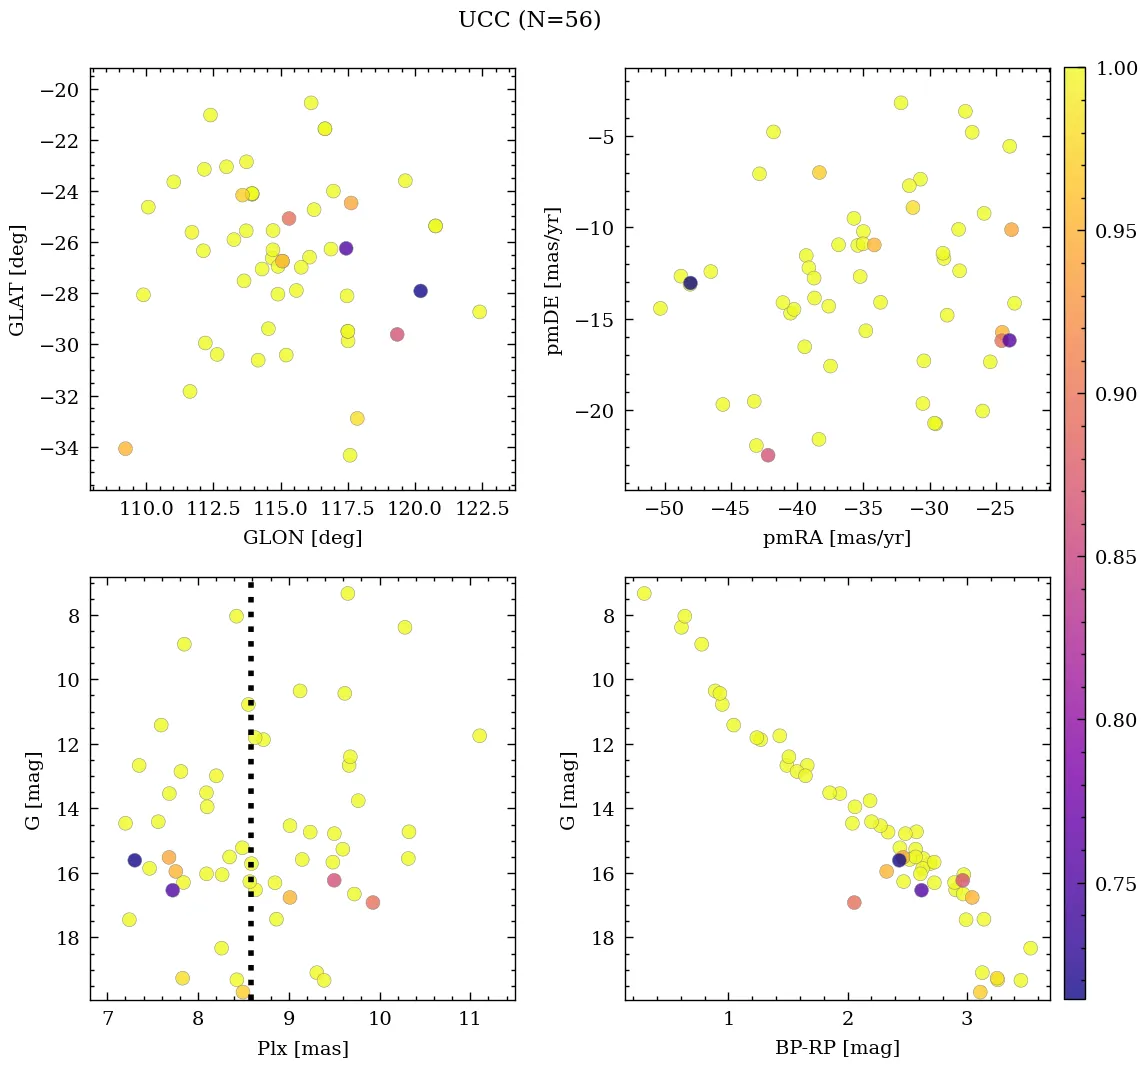 UCC (N=56)
−20
−22
−24
−26
−28
−30
−32
−34
GLAT [deg]
110.0 112.5 115.0 117.5 120.0 122.5
GLON [deg]
−5
−10
−15
−20
pmDE [mas/yr]
−50 −45 −40 −35 −30 −25
pmRA [mas/yr]
8
10
12
14
16
18
G [mag]
7 8 9 10 11
Plx [mas]
8
10
12
14
16
18
G [mag]
1 2 3
BP-RP [mag]
1.00
0.95
0.90
0.85
0.80
0.75